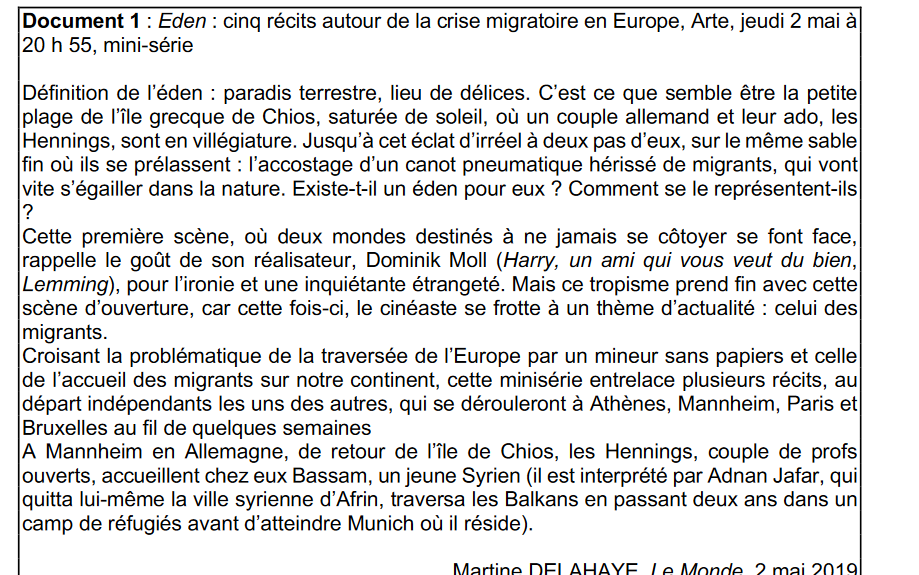 Document 1 : Eden : cinq récits autour de la crise migratoire en Europe, Arte, jeudi 2 mai à
20 h 55, mini-série
Définition de l’éden : paradis terrestre, lieu de délices. C’est ce que semble être la petite
plage de l’île grecque de Chios, saturée de soleil, où un couple allemand et leur ado, les
Hennings, sont en villégiature. Jusqu’à cet éclat d’irréel à deux pas d’eux, sur le même sable
fin où ils se prélassent : l’accostage d’un canot pneumatique hérissé de migrants, qui vont
vite s’égailler dans la nature. Existe-t-il un éden pour eux ? Comment se le représentent-ils
?
Cette première scène, où deux mondes destinés à ne jamais se côtoyer se font face,
rappelle le goût de son réalisateur, Dominik Moll (Harry, un ami qui vous veut du bien,
Lemming), pour l’ironie et une inquiétante étrangeté. Mais ce tropisme prend fin avec cette
scène d’ouverture, car cette fois-ci, le cinéaste se frotte à un thème d’actualité : celui des
migrants.
Croisant la problématique de la traversée de l’Europe par un mineur sans papiers et celle
de l’accueil des migrants sur notre continent, cette minisérie entrelace plusieurs récits, au
départ indépendants les uns des autres, qui se dérouleront à Athènes, Mannheim, Paris et
Bruxelles au fil de quelques semaines
A Mannheim en Allemagne, de retour de l’île de Chios, les Hennings, couple de profs
ouverts, accueillent chez eux Bassam, un jeune Syrien (il est interprété par Adnan Jafar, qui
quitta lui-même la ville syrienne d’Afrin, traversa les Balkans en passant deux ans dans un
camp de réfugiés avant d’atteindre Munich où il réside).
Martine DELAHAYE, Le Monde, 2 mai 2019